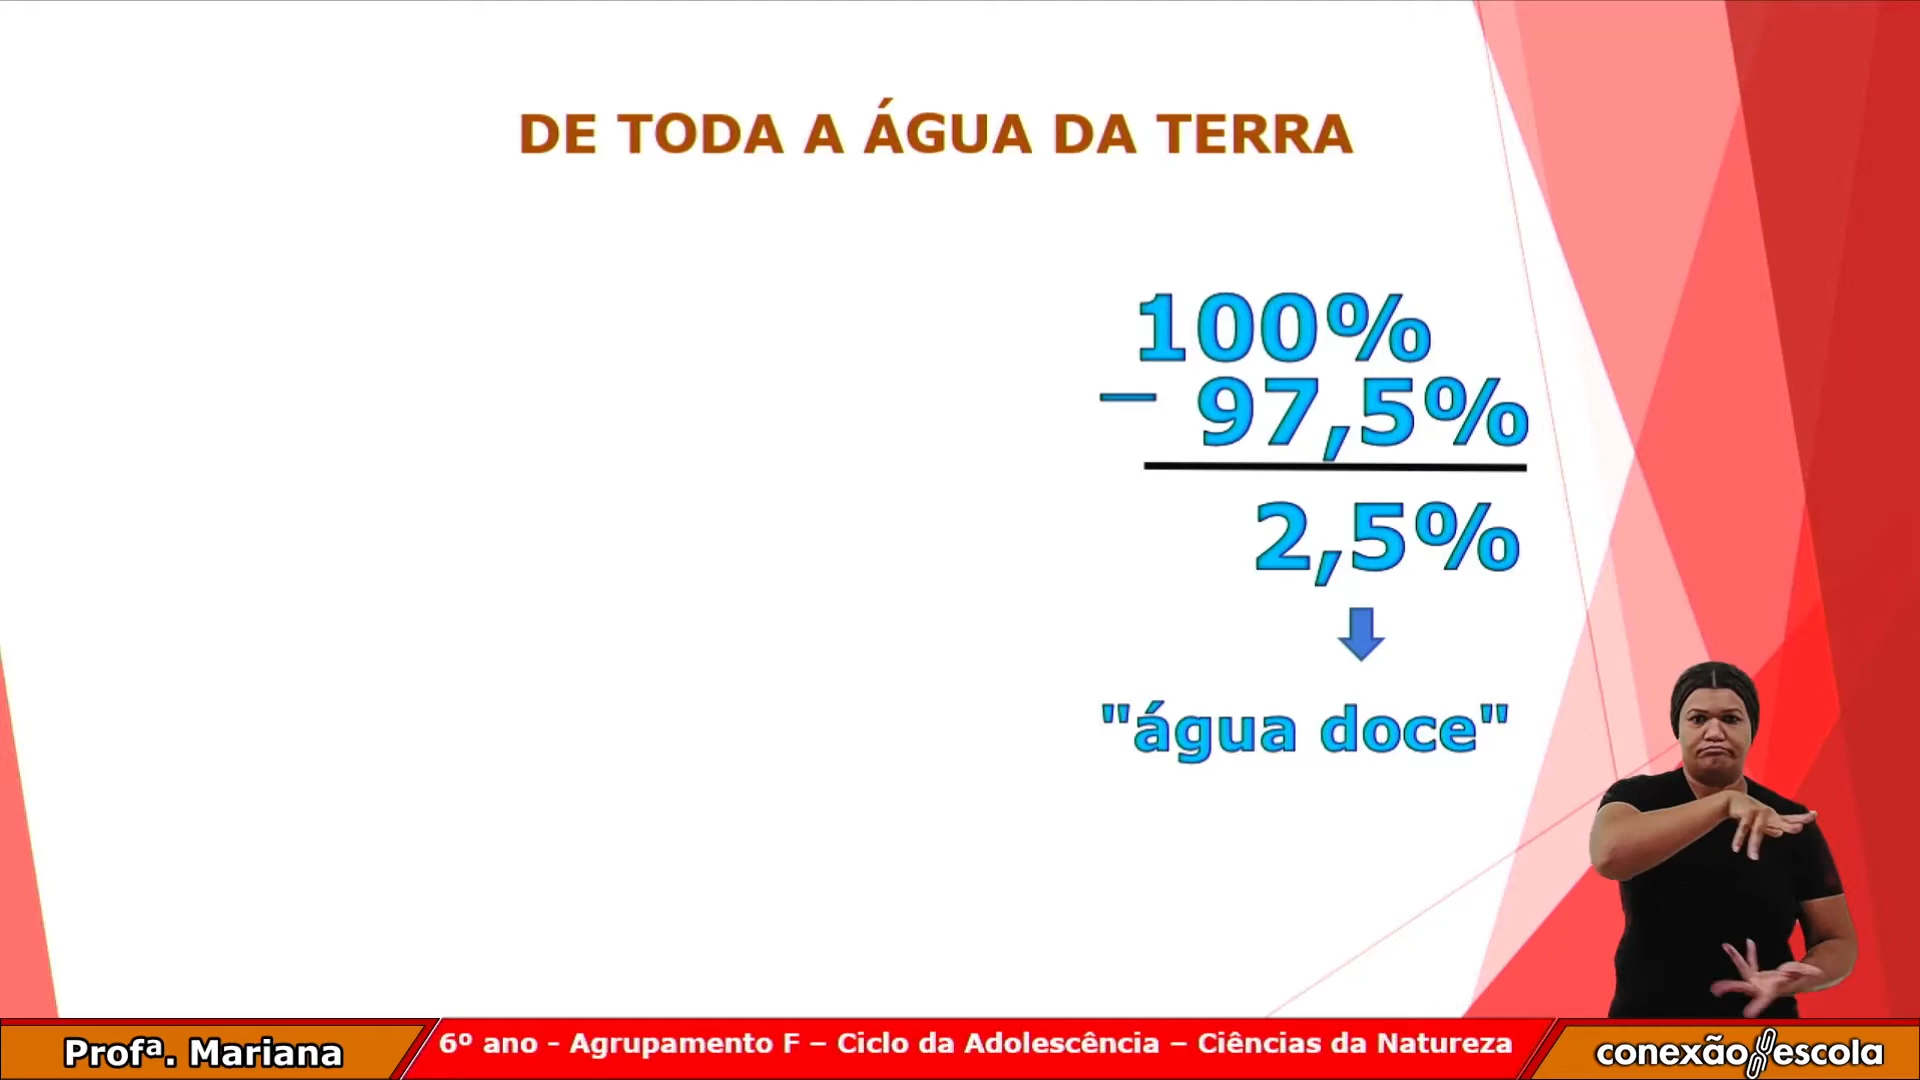 DE TODA A ÁGUA DA TERRA
100%
– 97,5%
2,5%
"água doce"
Profª. Mariana
6º ano - Agrupamento F – Ciclo da Adolescência – Ciências da Natureza
conexão escola